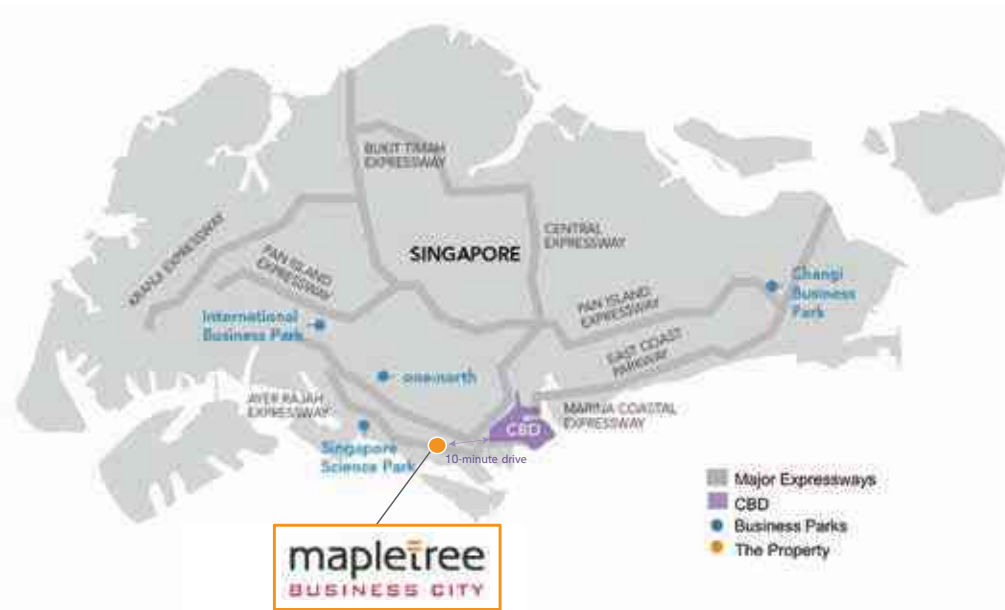 BUKIT TIMAH
EXPRESSWAY
KRANJI EXPRESSWAY
PAN ISLAND
EXPRESSWAY
SINGAPORE
CENTRAL
EXPRESSWAY
Changi
Business
Park
PAN ISLAND
EXPRESSWAY
International
Business Park
EAST COAST
PARKWAY
one-north
AYER RAJAH
EXPRESSWAY
MARINA COASTAL
EXPRESSWAY
CBD
Singapore
Science Park
10-minute drive
Major Expressways
CBD
Business Parks
The Property
mapletree
BUSINESS CITY